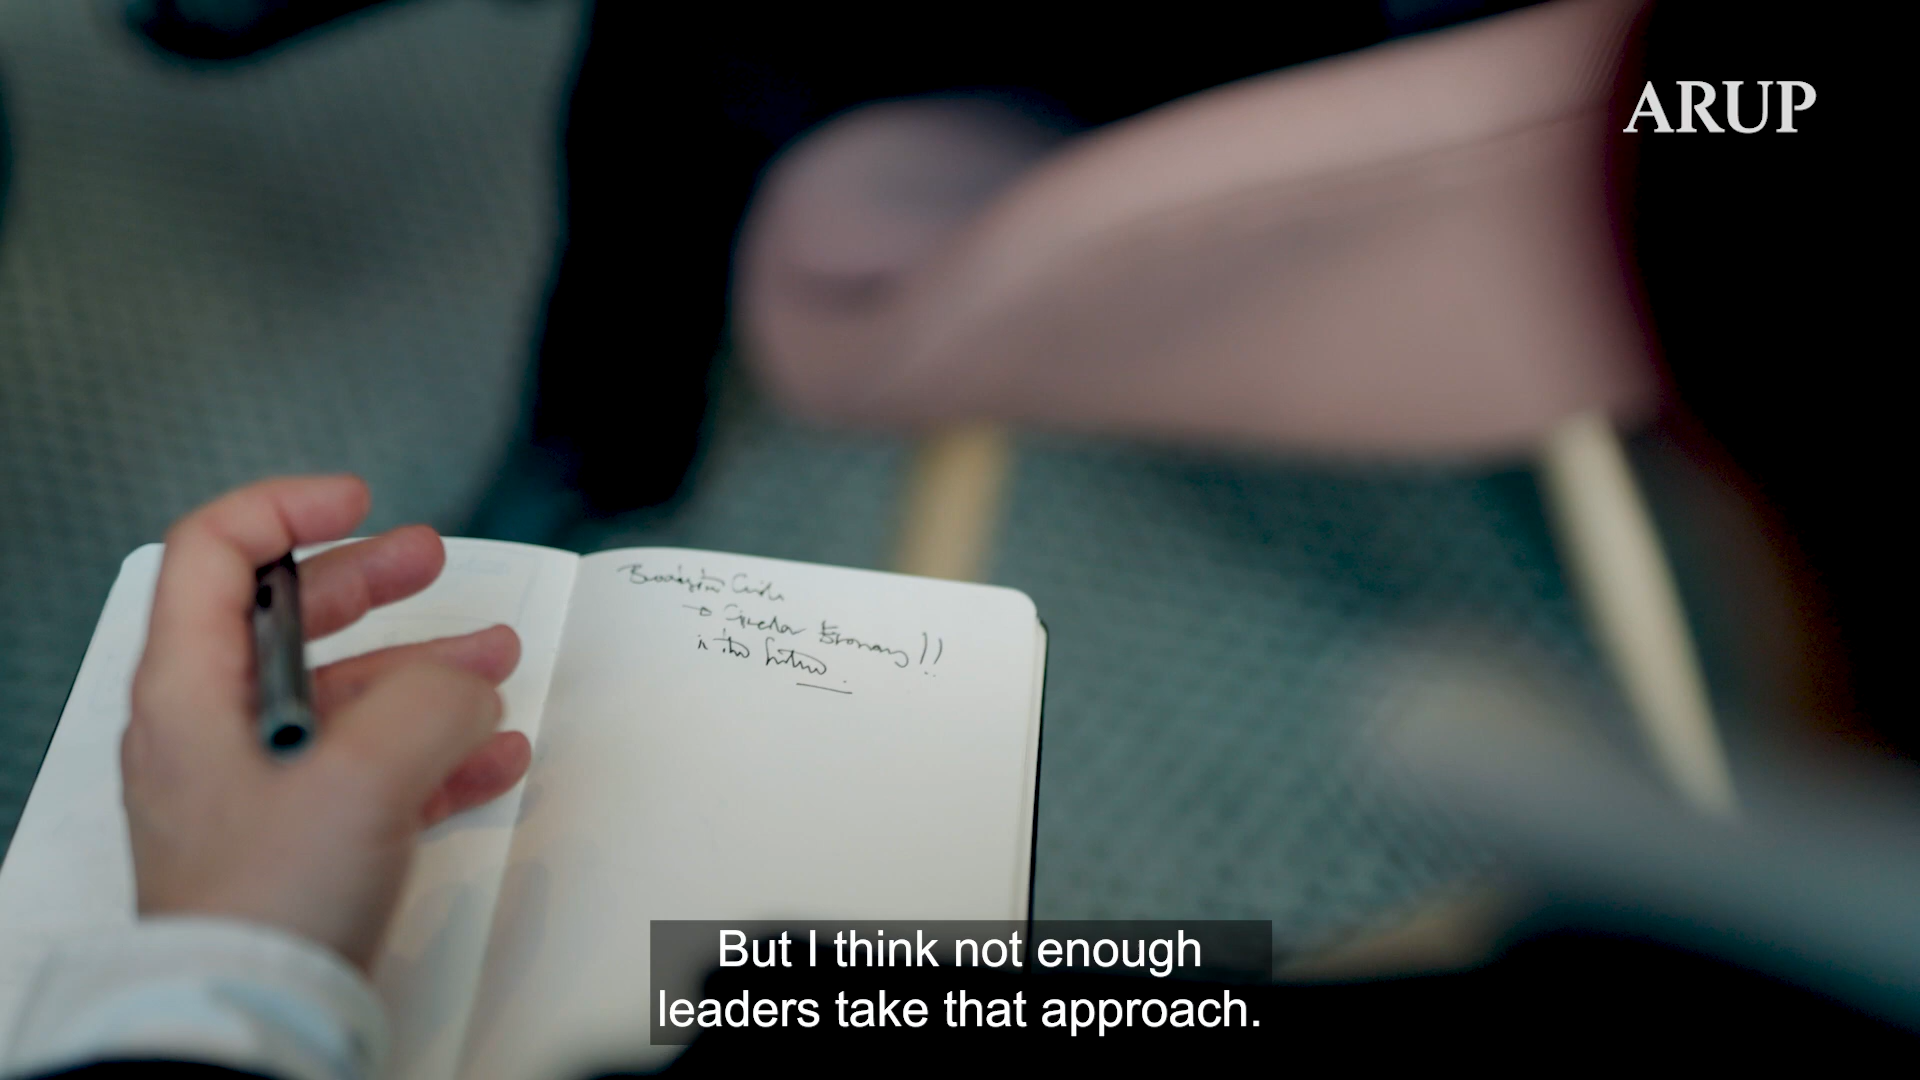 ARUP
→ Circular Economy!!
in the future.
But I think not enough
leaders take that approach.